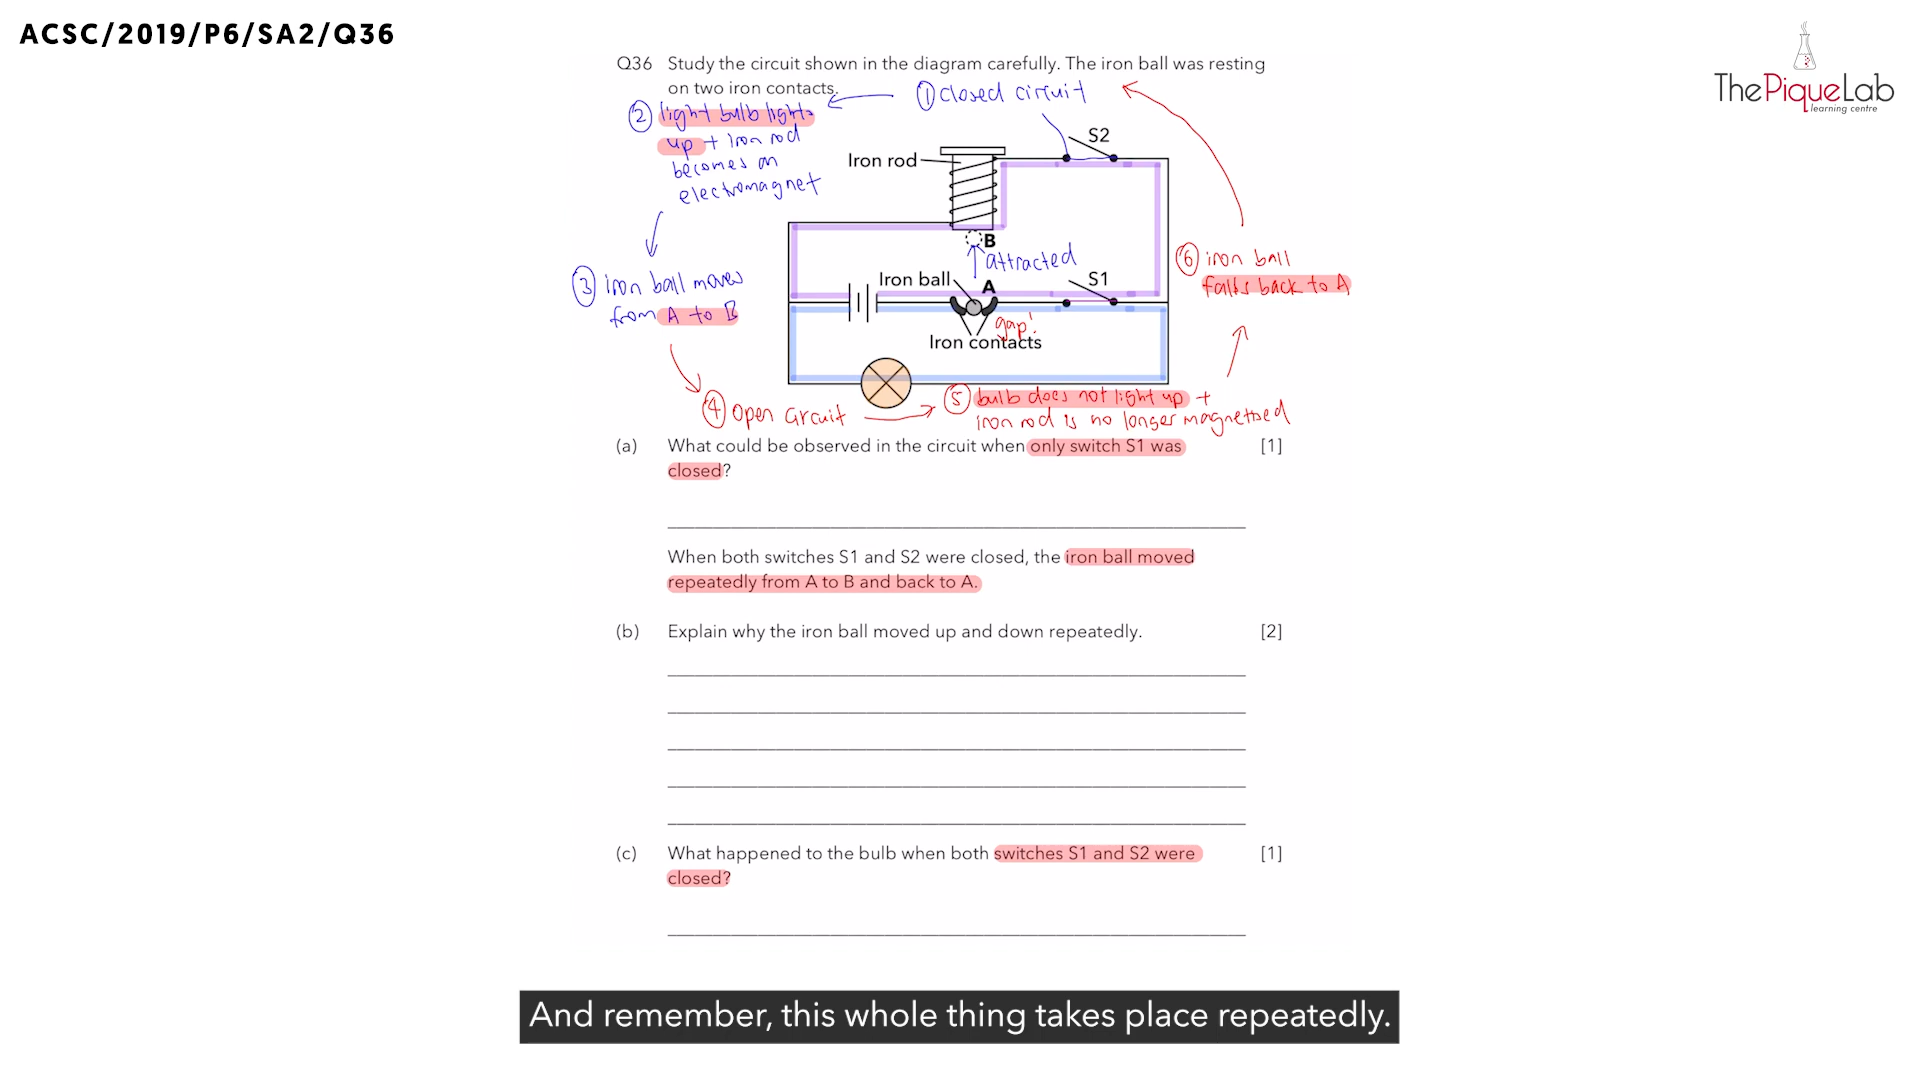 ACSC/2019/P6/SA2/Q36
ThePiqueLab
learning centre
Q36 Study the circuit shown in the diagram carefully. The iron ball was resting
on two iron contacts.
① closed circuit
② light bulb lights
up + iron rod
becomes an
electromagnet
S2
Iron rod
B
attracted
③ iron ball moves
from A to B
Iron ball
A
S1
⑥ iron ball
falls back to A
gap!
Iron contacts
④ open circuit
⑤ bulb does not light up +
iron rod is no longer magnetised
(a) What could be observed in the circuit when only switch S1 was [1]
closed?
When both switches S1 and S2 were closed, the iron ball moved
repeatedly from A to B and back to A.
(b) Explain why the iron ball moved up and down repeatedly. [2]
(c) What happened to the bulb when both switches S1 and S2 were [1]
closed?
And remember, this whole thing takes place repeatedly.